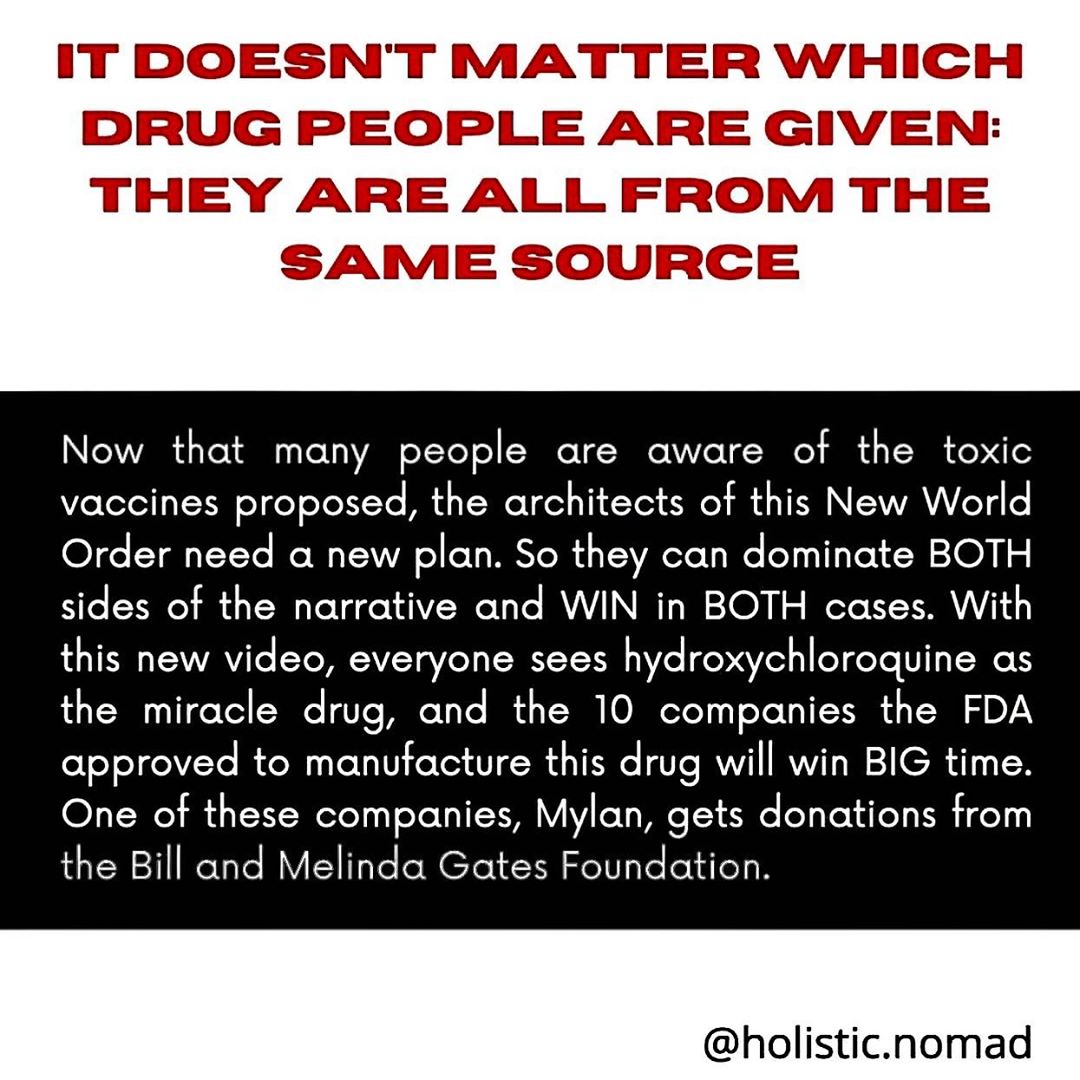 IT DOESN'T MATTER WHICH
DRUG PEOPLE ARE GIVEN:
THEY ARE ALL FROM THE
SAME SOURCE
Now that many people are aware of the toxic
vaccines proposed, the architects of this New World
Order need a new plan. So they can dominate BOTH
sides of the narrative and WIN in BOTH cases. With
this new video, everyone sees hydroxychloroquine as
the miracle drug, and the 10 companies the FDA
approved to manufacture this drug will win BIG time.
One of these companies, Mylan, gets donations from
the Bill and Melinda Gates Foundation.
@holistic.nomad